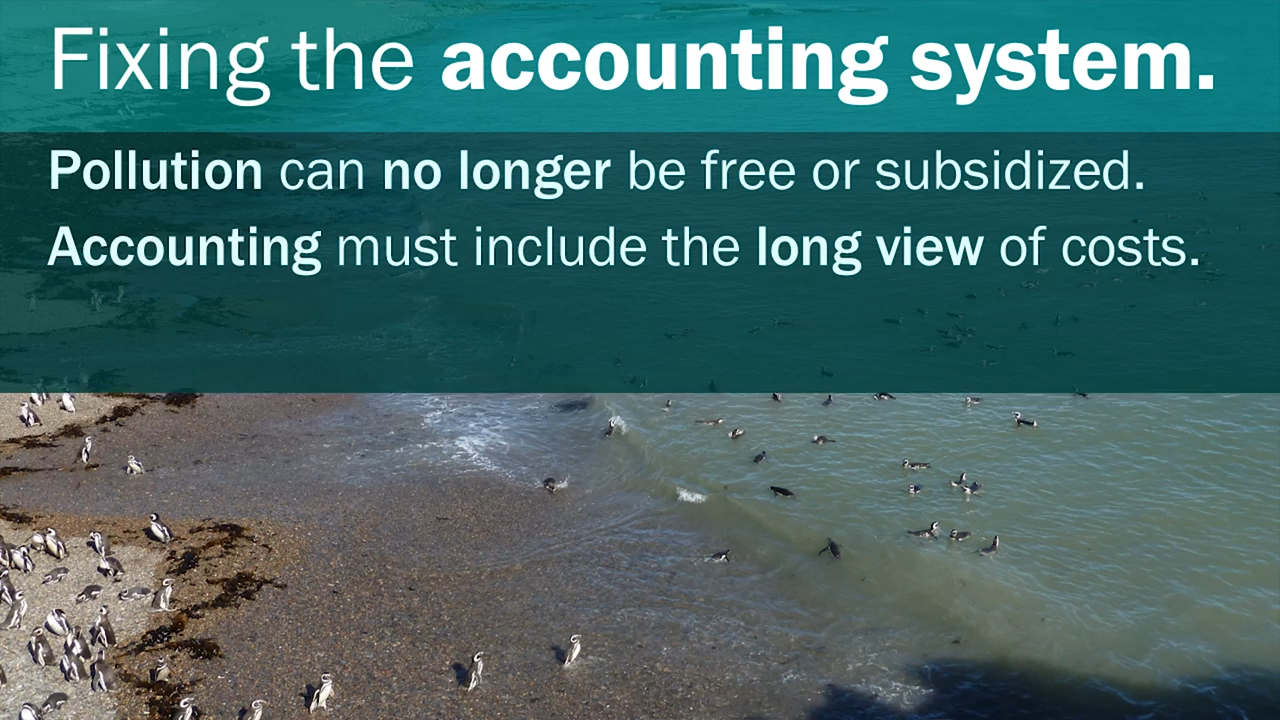 Fixing the accounting system.
Pollution can no longer be free or subsidized.
Accounting must include the long view of costs.